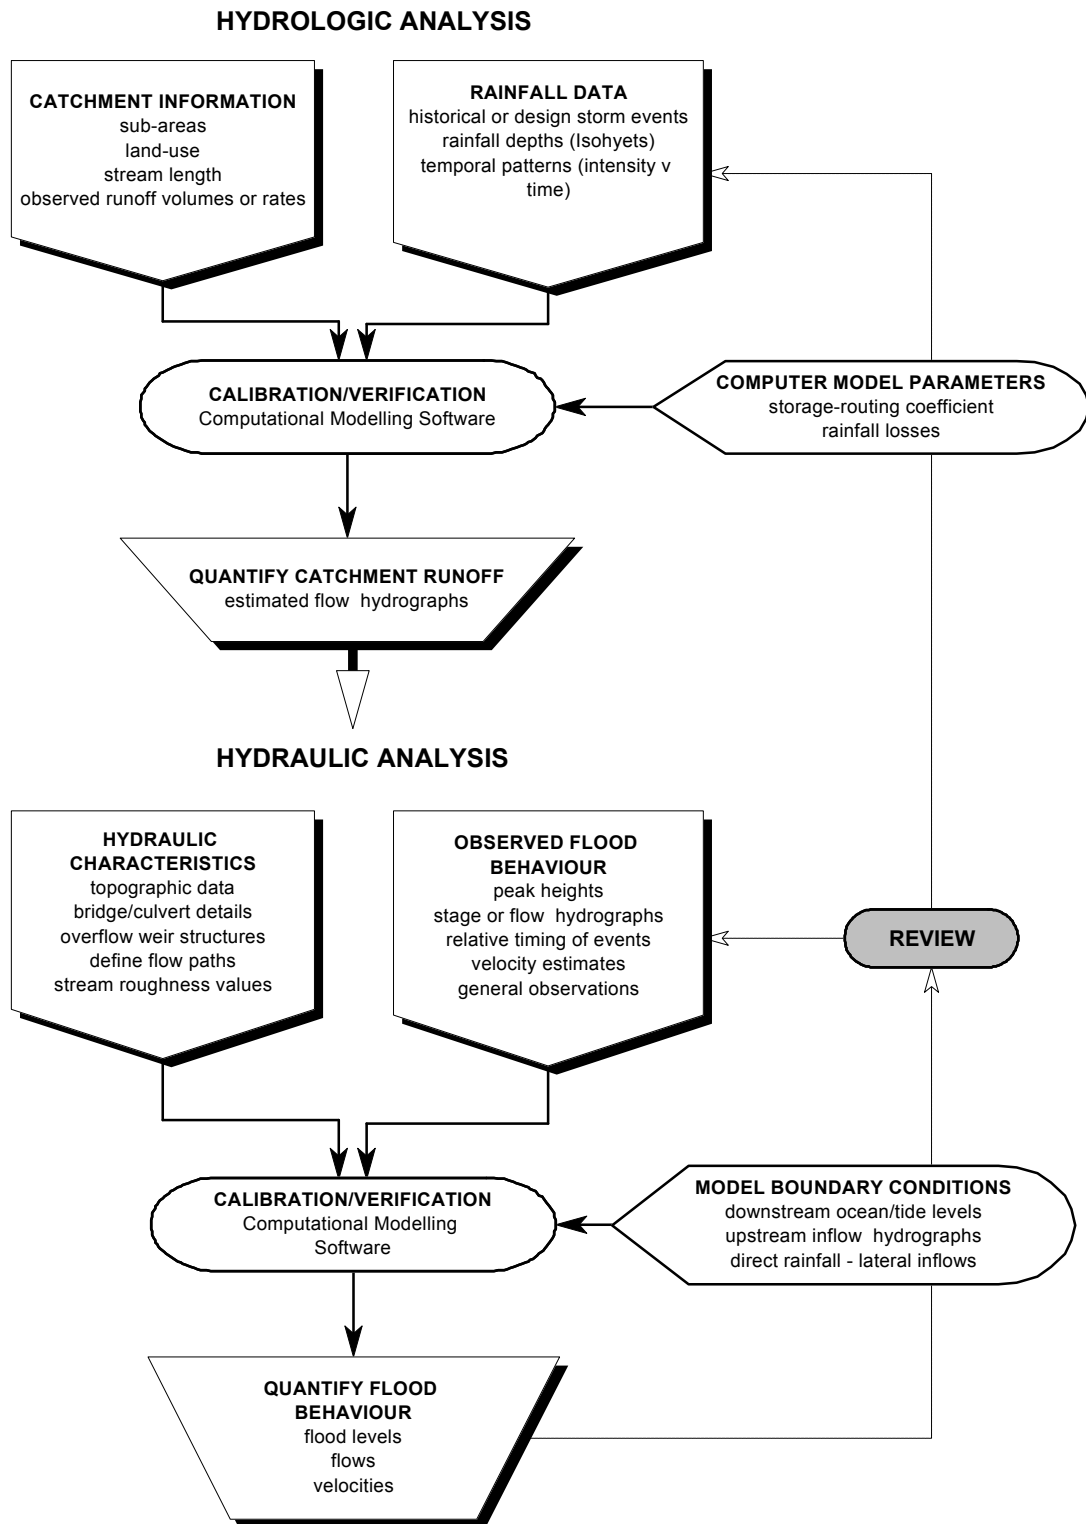 HYDROLOGIC ANALYSIS
CATCHMENT INFORMATION
sub-areas
land-use
stream length
observed runoff volumes or rates
RAINFALL DATA
historical or design storm events
rainfall depths (Isohyets)
temporal patterns (intensity v
time)
CALIBRATION/VERIFICATION
Computational Modelling Software
COMPUTER MODEL PARAMETERS
storage-routing coefficient
rainfall losses
QUANTIFY CATCHMENT RUNOFF
estimated flow hydrographs
HYDRAULIC ANALYSIS
HYDRAULIC
CHARACTERISTICS
topographic data
bridge/culvert details
overflow weir structures
define flow paths
stream roughness values
OBSERVED FLOOD
BEHAVIOUR
peak heights
stage or flow hydrographs
relative timing of events
velocity estimates
general observations
REVIEW
CALIBRATION/VERIFICATION
Computational Modelling
Software
MODEL BOUNDARY CONDITIONS
downstream ocean/tide levels
upstream inflow hydrographs
direct rainfall - lateral inflows
QUANTIFY FLOOD
BEHAVIOUR
flood levels
flows
velocities